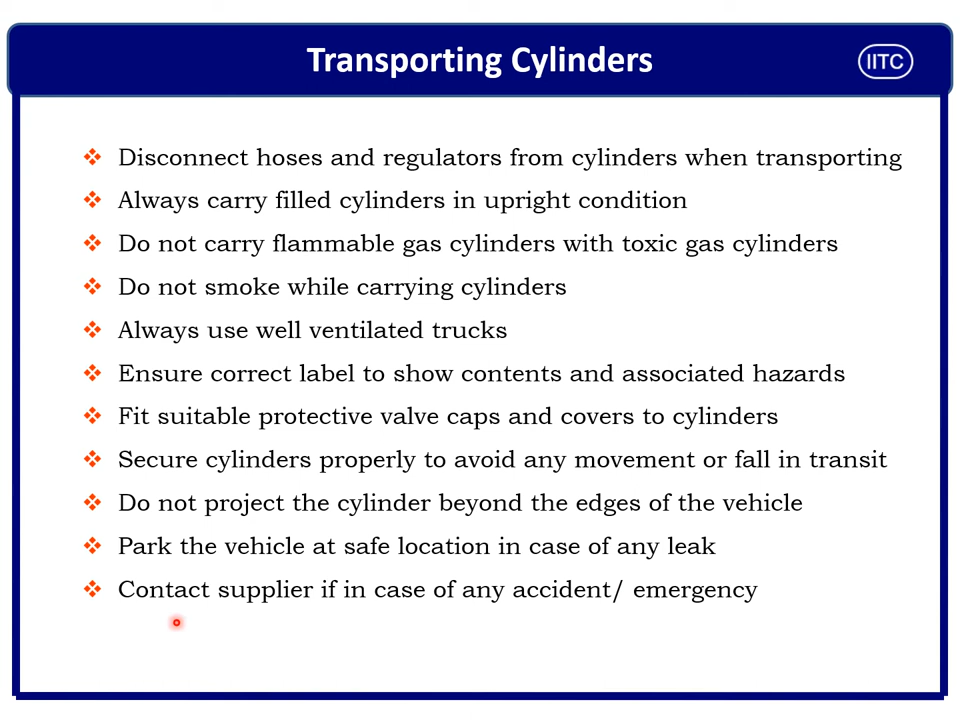 Transporting Cylinders
IITC
Disconnect hoses and regulators from cylinders when transporting
Always carry filled cylinders in upright condition
Do not carry flammable gas cylinders with toxic gas cylinders
Do not smoke while carrying cylinders
Always use well ventilated trucks
Ensure correct label to show contents and associated hazards
Fit suitable protective valve caps and covers to cylinders
Secure cylinders properly to avoid any movement or fall in transit
Do not project the cylinder beyond the edges of the vehicle
Park the vehicle at safe location in case of any leak
Contact supplier if in case of any accident/ emergency